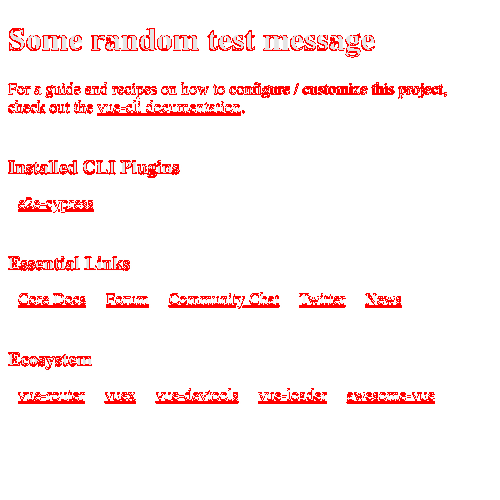 Some random test message
For a guide and recipes on how to configure / customize this project,
check out the vue-cli documentation.
Installed CLI Plugins
e2e-cypress
Essential Links
Core Docs Forum Community Chat Twitter News
Ecosystem
vue-router vuex vue-devtools vue-loader awesome-vue